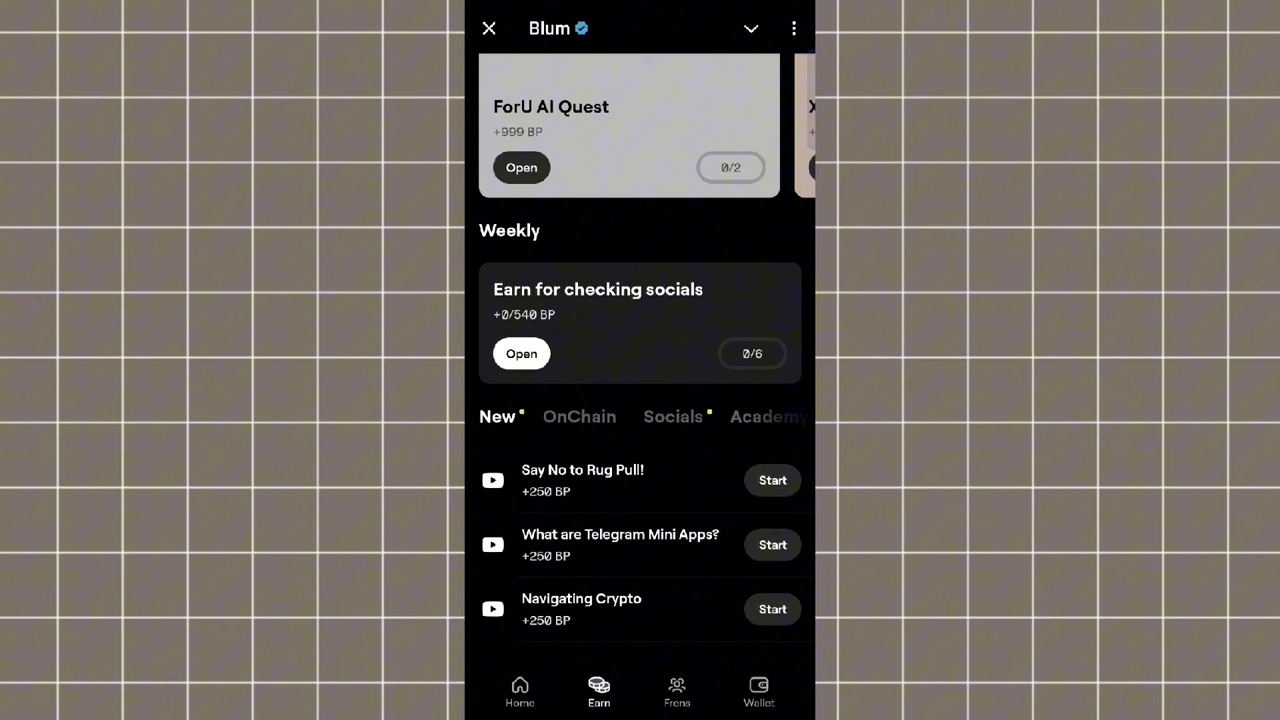 Blum
ForU AI Quest
+999 BP
Open
0/2
Weekly
Earn for checking socials
+0/540 BP
Open
0/6
New OnChain Socials Academy
Say No to Rug Pull!
+250 BP
Start
What are Telegram Mini Apps?
+250 BP
Start
Navigating Crypto
+250 BP
Start
Home Earn Frens Wallet